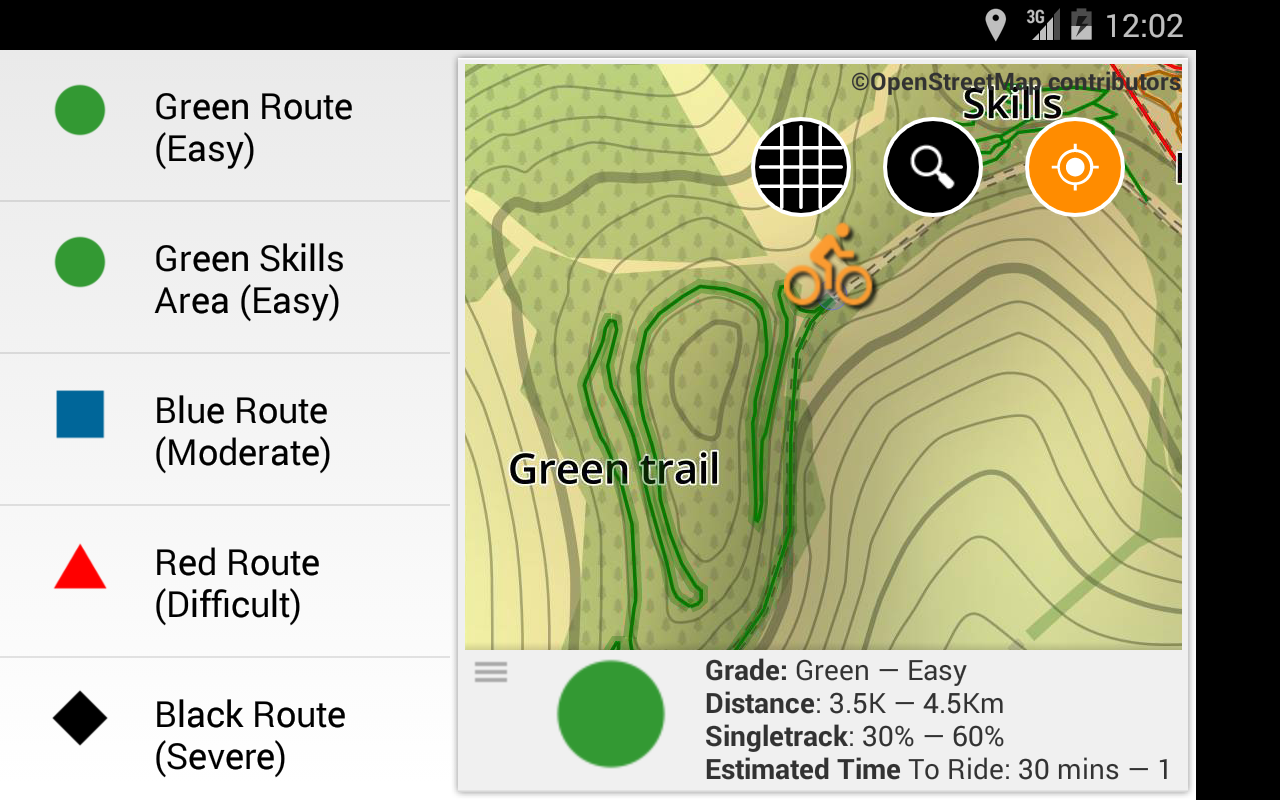 3G 12:02
Green Route
(Easy)
Green Skills
Area (Easy)
Blue Route
(Moderate)
Red Route
(Difficult)
Black Route
(Severe)
©OpenStreetMap contributors
Skills
Green trail
Grade: Green — Easy
Distance: 3.5K — 4.5Km
Singletrack: 30% — 60%
Estimated Time To Ride: 30 mins — 1